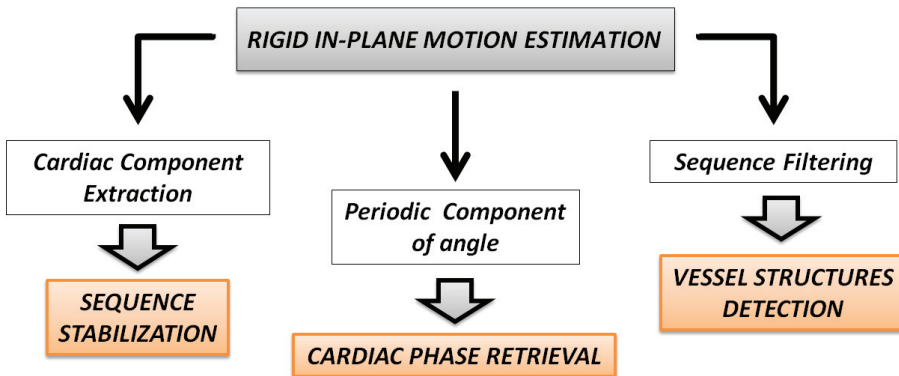 RIGID IN-PLANE MOTION ESTIMATION
Cardiac Component
Extraction
SEQUENCE
STABILIZATION
Periodic Component
of angle
CARDIAC PHASE RETRIEVAL
Sequence Filtering
VESSEL STRUCTURES
DETECTION